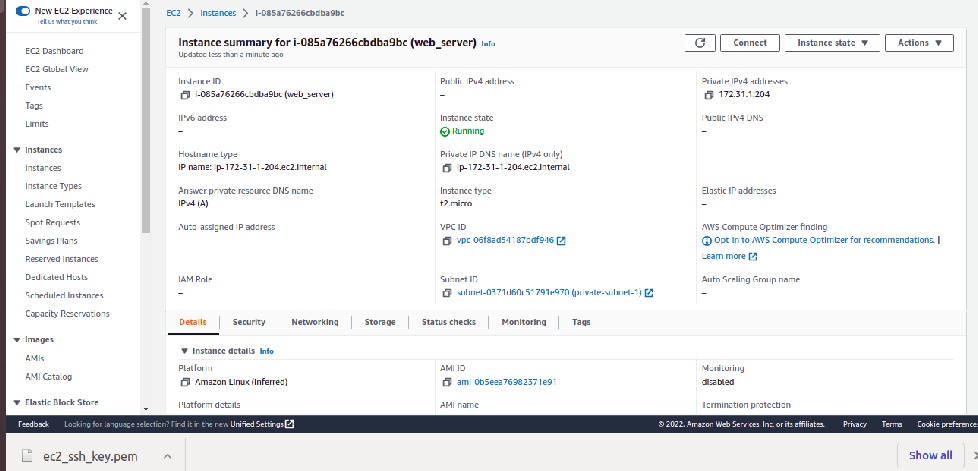 New EC2 Experience
Tell us what you think
EC2 Dashboard
EC2 Global View
Events
Tags
Limits
Instances
Instances
Instance Types
Launch Templates
Spot Requests
Savings Plans
Reserved Instances
Dedicated Hosts
Scheduled Instances
Capacity Reservations
Images
AMIs
AMI Catalog
Elastic Block Store
EC2 > Instances > i-085a76266cbdba9bc
Instance summary for i-085a76266cbdba9bc (web_server) Info
Updated less than a minute ago
Connect Instance state Actions
Instance ID Public IPv4 address Private IPv4 addresses
i-085a76266cbdba9bc (web_server) – 172.31.1.204
IPv6 address Instance state Public IPv4 DNS
– Running –
Hostname type Private IP DNS name (IPv4 only)
IP name: ip-172-31-1-204.ec2.internal ip-172-31-1-204.ec2.internal
Answer private resource DNS name Instance type Elastic IP addresses
IPv4 (A) t2.micro –
Auto-assigned IP address VPC ID AWS Compute Optimizer finding
– vpc-06f8ad54187bdf946 Opt-in to AWS Compute Optimizer for recommendations. |
Learn more
IAM Role Subnet ID Auto Scaling Group name
– subnet-0371d60c51791e970 (private-subnet-1) –
Details Security Networking Storage Status checks Monitoring Tags
Instance details Info
Platform AMI ID Monitoring
Amazon Linux (Inferred) ami-0b5eea76982371e91 disabled
Platform details AMI name Termination protection
Feedback Looking for language selection? Find it in the new Unified Settings © 2022, Amazon Web Services, Inc. or its affiliates. Privacy Terms Cookie preferences
ec2_ssh_key.pem Show all